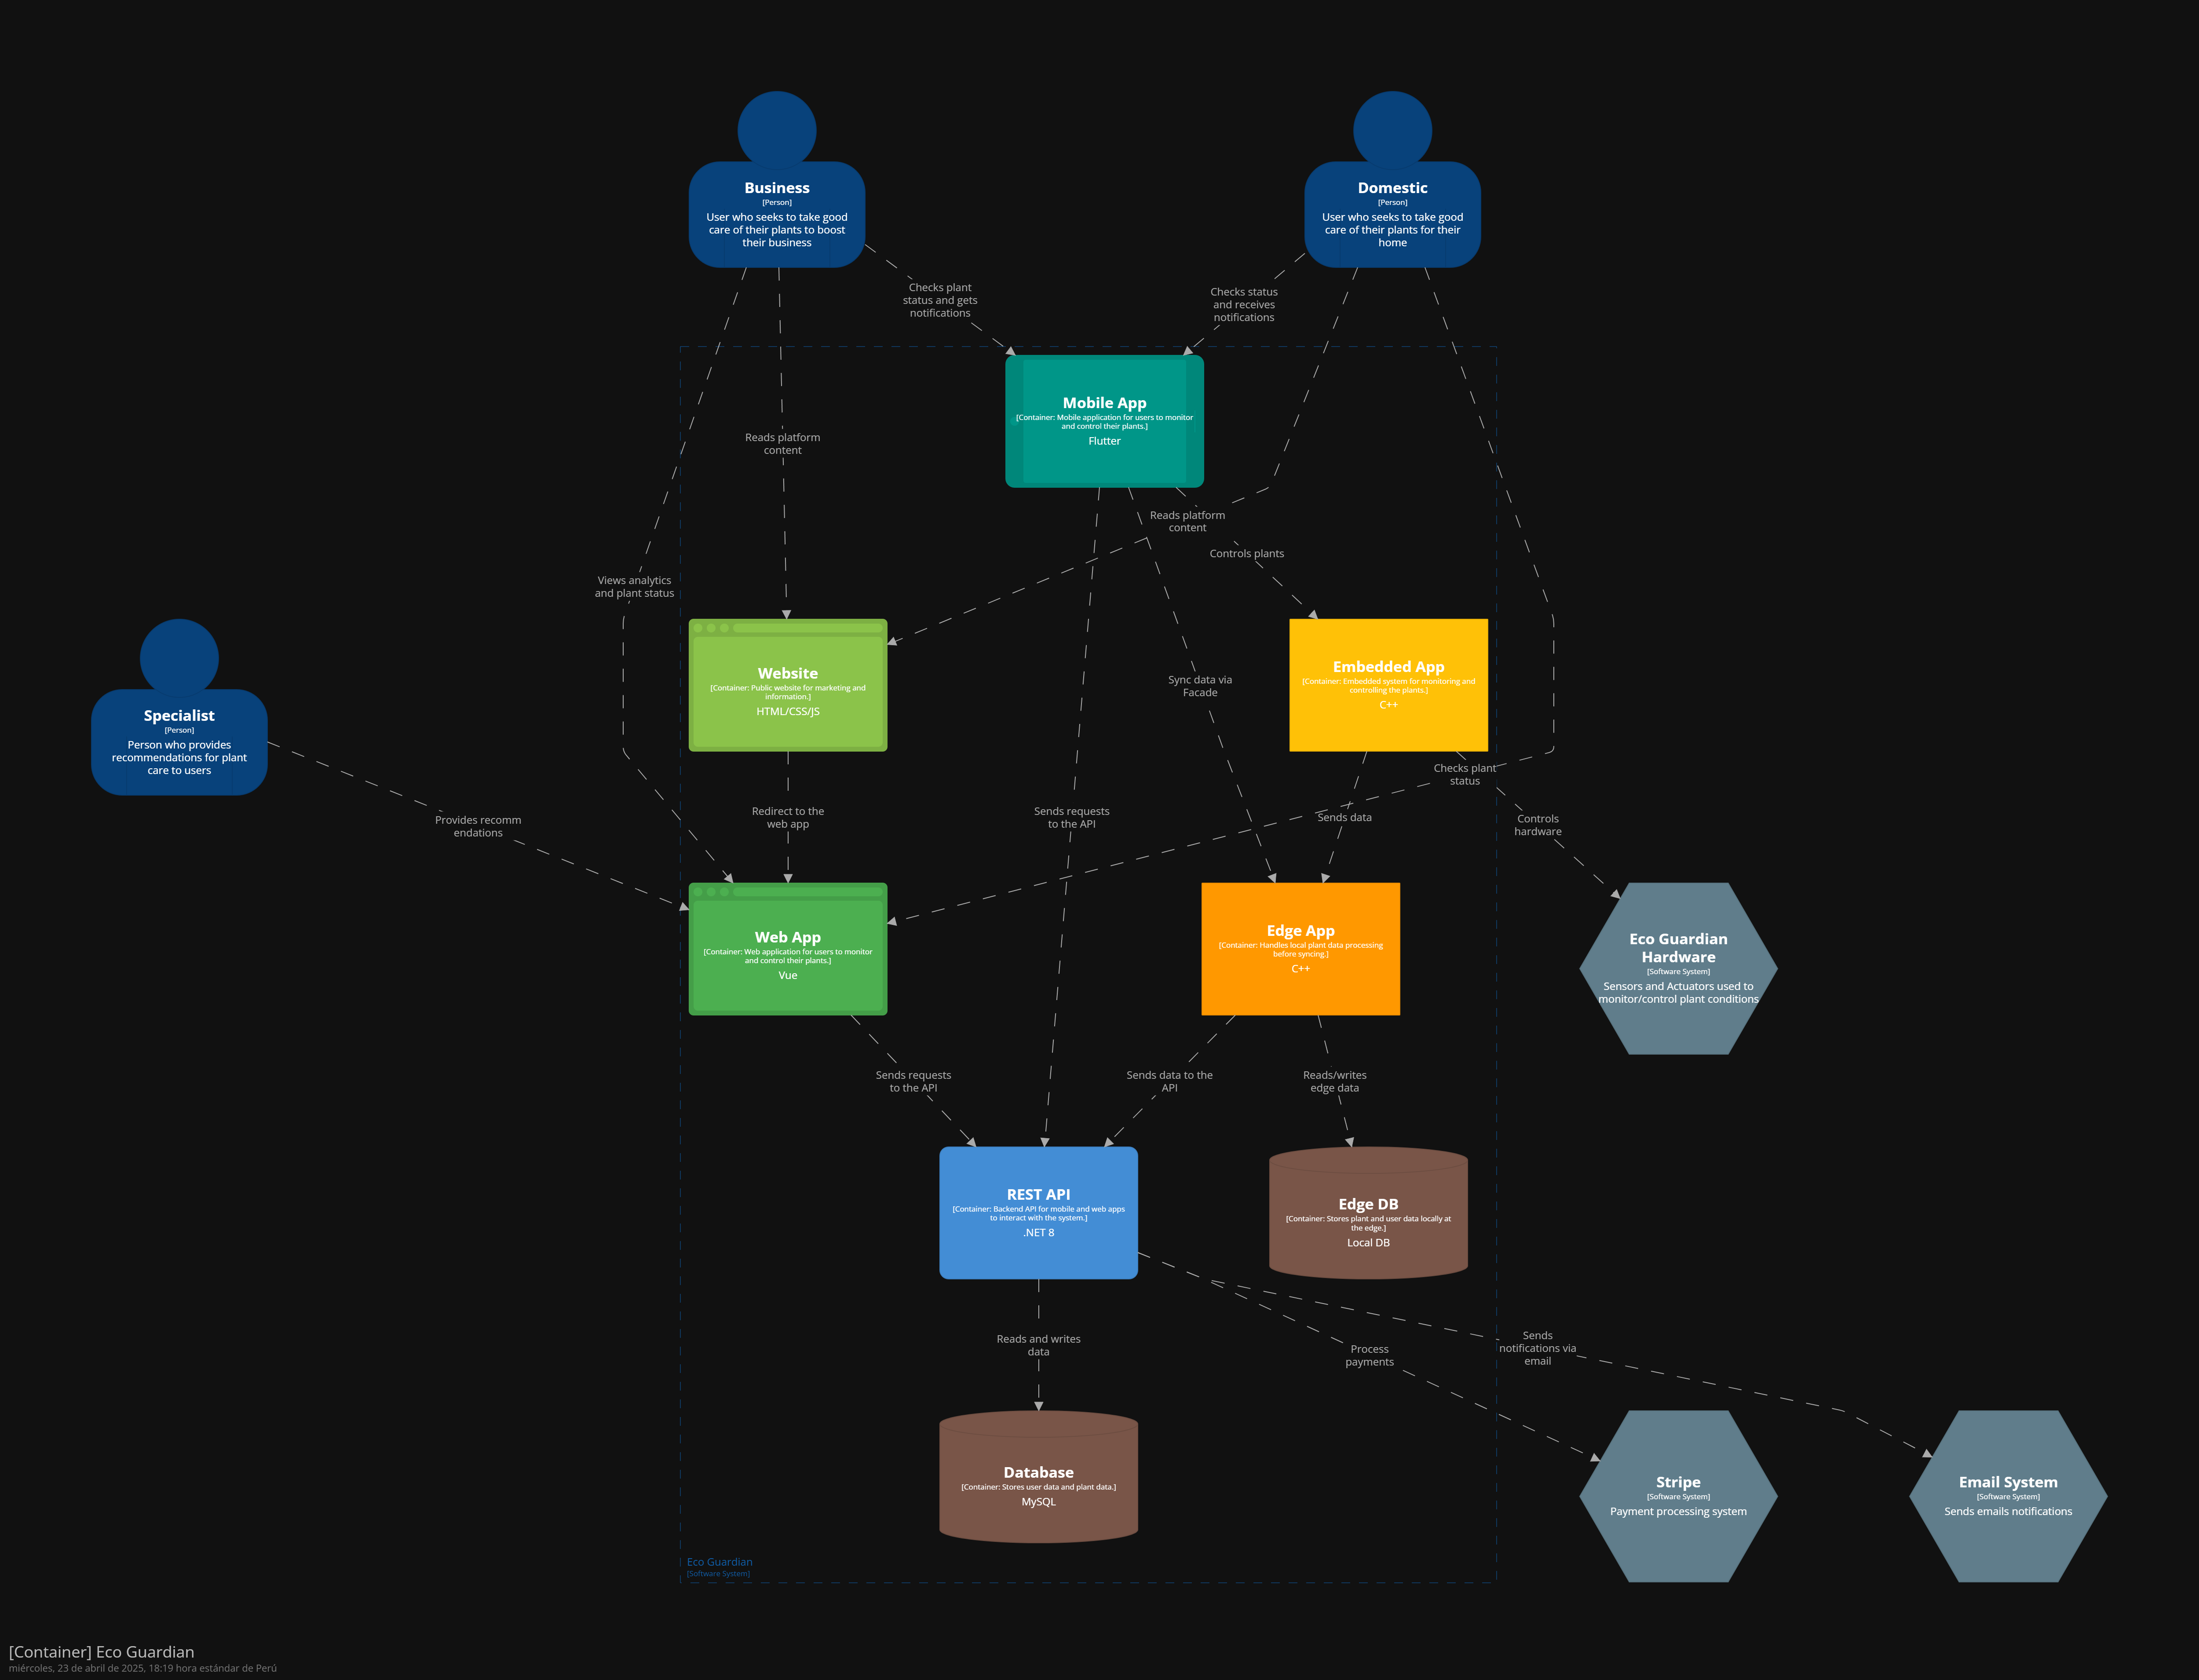 Business
[Person]
User who seeks to take good
care of their plants to boost
their business
Domestic
[Person]
User who seeks to take good
care of their plants for their
home
Checks plant
status and gets
notifications
Checks status
and receives
notifications
Mobile App
[Container: Mobile application for users to monitor
and control their plants.]
Flutter
Reads platform
content
Reads platform
content
Controls plants
Views analytics
and plant status
Specialist
[Person]
Person who provides
recommendations for plant
care to users
Website
[Container: Public website for marketing and
information.]
HTML/CSS/JS
Sync data via
Facade
Embedded App
[Container: Embedded system for monitoring and
controlling the plants.]
C++
Checks plant
status
Provides recomm
endations
Redirect to the
web app
Sends requests
to the API
Sends data
Controls
hardware
Web App
[Container: Web application for users to monitor
and control their plants.]
Vue
Edge App
[Container: Handles local plant data processing
before syncing.]
C++
Eco Guardian
Hardware
[Software System]
Sensors and Actuators used to
monitor/control plant conditions
Sends requests
to the API
Sends data to the
API
Reads/writes
edge data
REST API
[Container: Backend API for mobile and web apps
to interact with the system.]
.NET 8
Edge DB
[Container: Stores plant and user data locally at
the edge.]
Local DB
Reads and writes
data
Process
payments
Sends
notifications via
email
Database
[Container: Stores user data and plant data.]
MySQL
Stripe
[Software System]
Payment processing system
Email System
[Software System]
Sends emails notifications
Eco Guardian
[Software System]
[Container] Eco Guardian
miércoles, 23 de abril de 2025, 18:19 hora estándar de Perú